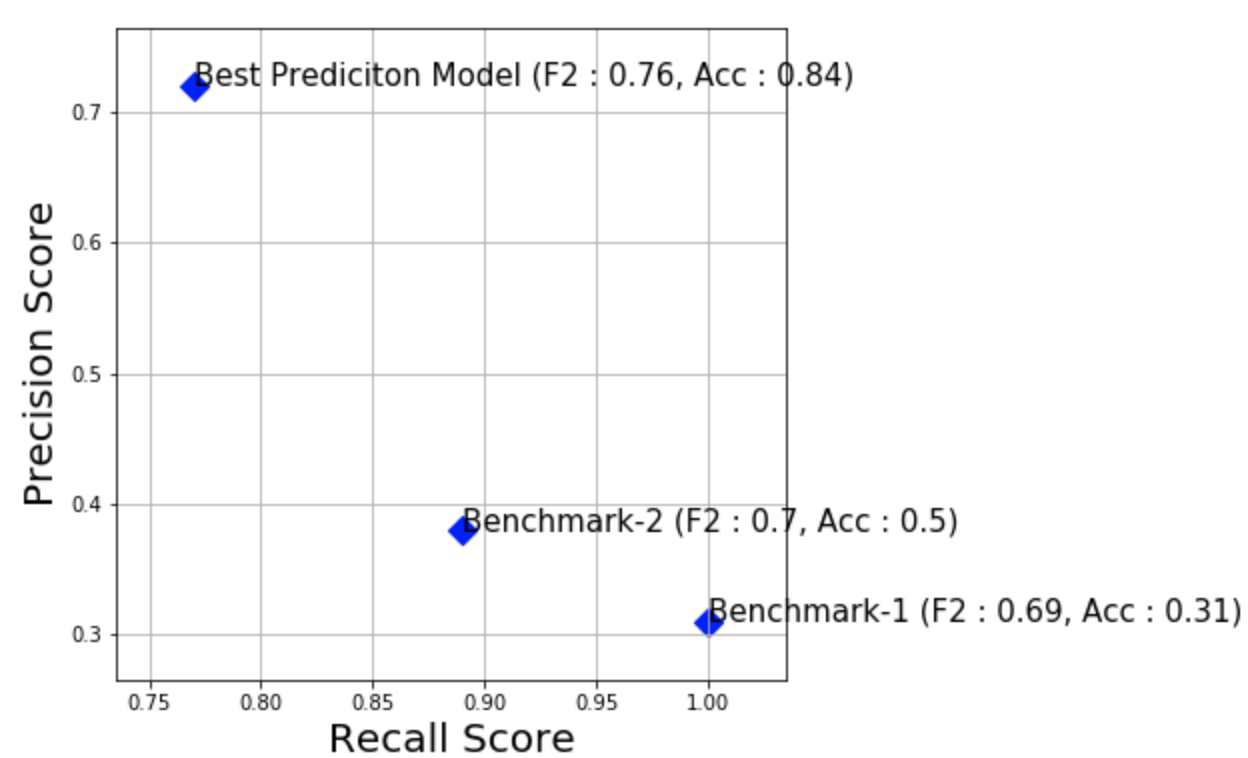 Best Prediciton Model (F2 : 0.76, Acc : 0.84)
0.7
0.6
0.5
0.4
0.3
Precision Score
Benchmark-2 (F2 : 0.7, Acc : 0.5)
Benchmark-1 (F2 : 0.69, Acc : 0.31)
0.75 0.80 0.85 0.90 0.95 1.00
Recall Score